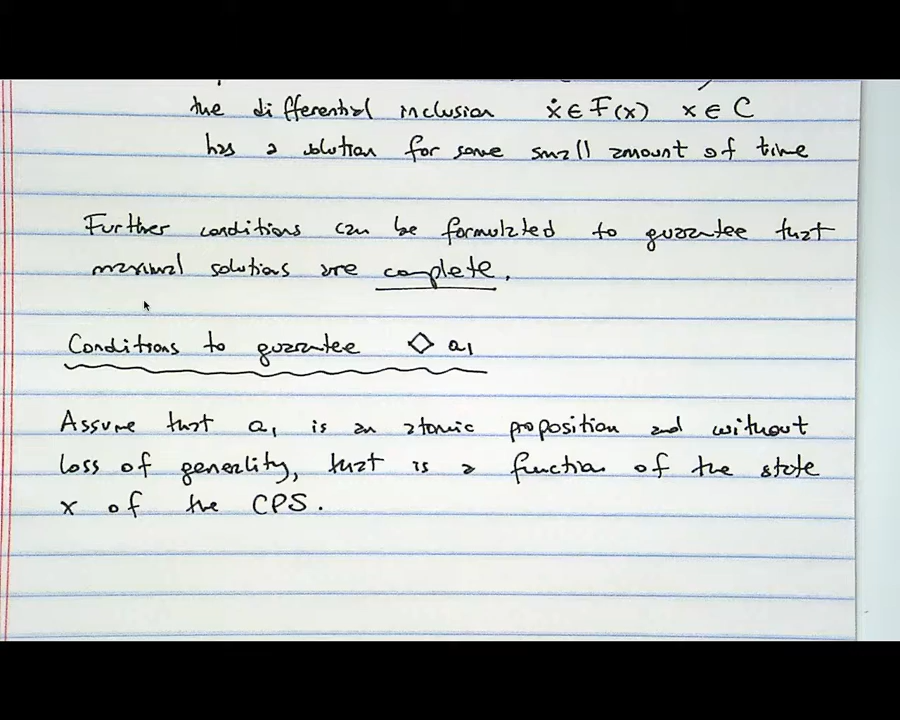 the differential inclusion ẋ ∈ F(x) x ∈ C
has a solution for some small amount of time
Further conditions can be formulated to guarantee that
maximal solutions are complete.
Conditions to guarantee ◇ a₁
Assume that a₁ is an atomic proposition and without
loss of generality, that is a function of the state
x of the CPS.